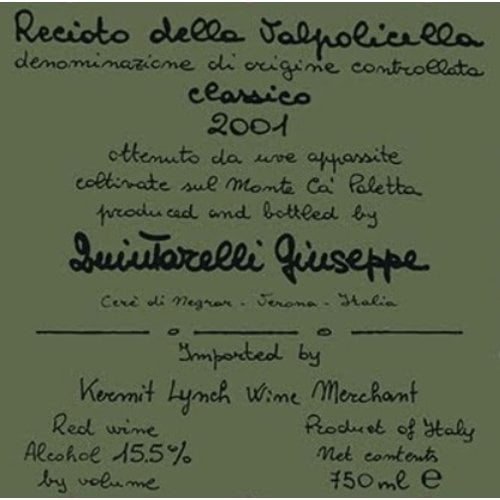 Recioto della Valpolicella
denominazione di origine controllata
classico
2001
ottenuto da uve appassite
coltivate sul Monte Ca' Paletta
produced and bottled by
Quintarelli Giuseppe
Cerè di Negrar - Verona - Italia
Imported by
Kermit Lynch Wine Merchant
Red wine
Alcohol 15.5%
by volume
Product of Italy
Net contents
750 ml e